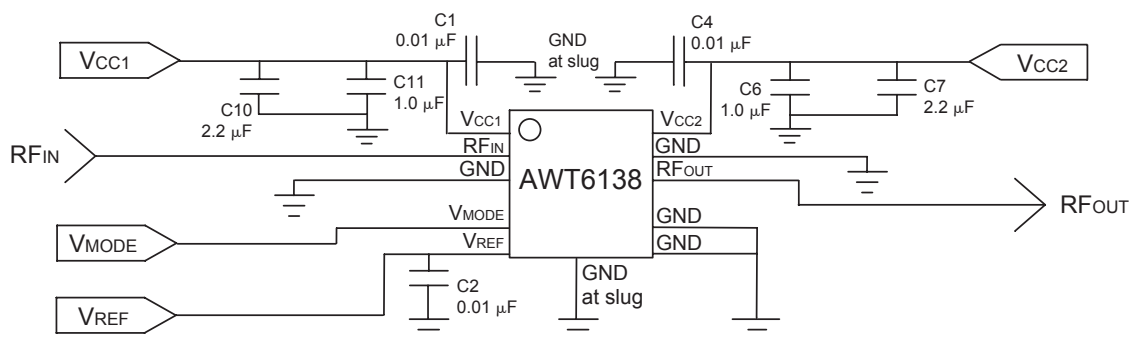 C1
0.01 µF
GND
at slug
C4
0.01 µF
VCC1
VCC2
C10
2.2 µF
C11
1.0 µF
C6
1.0 µF
C7
2.2 µF
VCC1
VCC2
RFIN
RFIN
GND
GND
RFOUT
AWT6138
RFOUT
VMODE
VMODE
GND
VREF
GND
C2
0.01 µF
GND
at slug
VREF